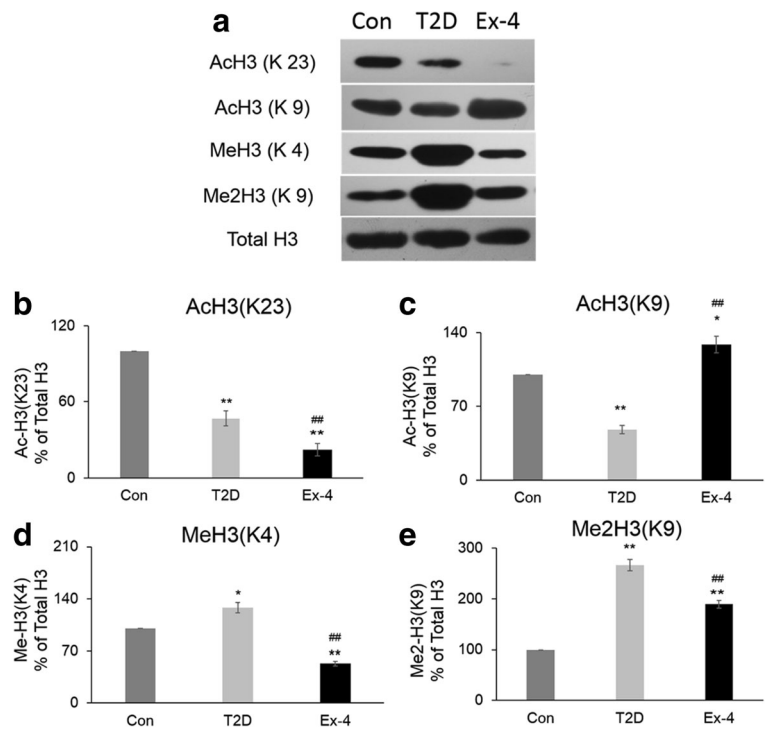 a
Con T2D Ex-4
AcH3 (K 23)
AcH3 (K 9)
MeH3 (K 4)
Me2H3 (K 9)
Total H3
b
AcH3(K23)
Ac-H3(K23)
% of Total H3
120
60
0
**
##
**
Con T2D Ex-4
c
AcH3(K9)
Ac-H3(K9)
% of Total H3
140
70
0
**
##
*
Con T2D Ex-4
d
MeH3(K4)
Me-H3(K4)
% of Total H3
210
140
70
0
*
##
**
Con T2D Ex-4
e
Me2H3(K9)
Me2-H3(K9)
% of Total H3
300
200
100
0
**
##
**
Con T2D Ex-4